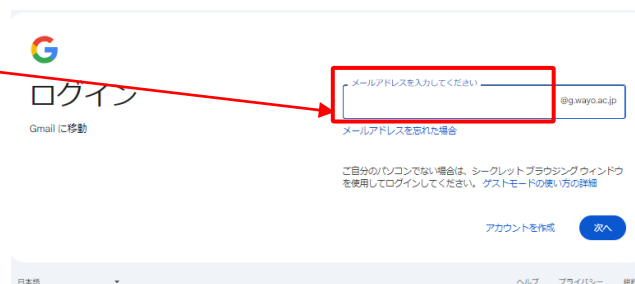 ログイン
Gmail に移動
メールアドレスを入力してください
@g.wayo.ac.jp
メールアドレスを忘れた場合
ご自分のパソコンでない場合は、シークレット ブラウジング ウィンドウ
を使用してログインしてください。 ゲストモードの使い方の詳細
アカウントを作成
次へ
日本語
ヘルプ プライバシー